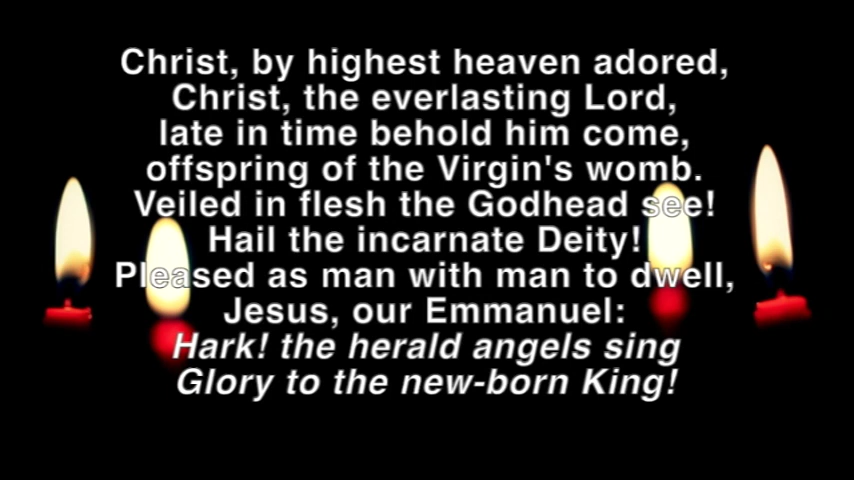 Christ, by highest heaven adored,
Christ, the everlasting Lord,
late in time behold him come,
offspring of the Virgin's womb.
Veiled in flesh the Godhead see!
Hail the incarnate Deity!
Pleased as man with man to dwell,
Jesus, our Emmanuel:
Hark! the herald angels sing
Glory to the new-born King!